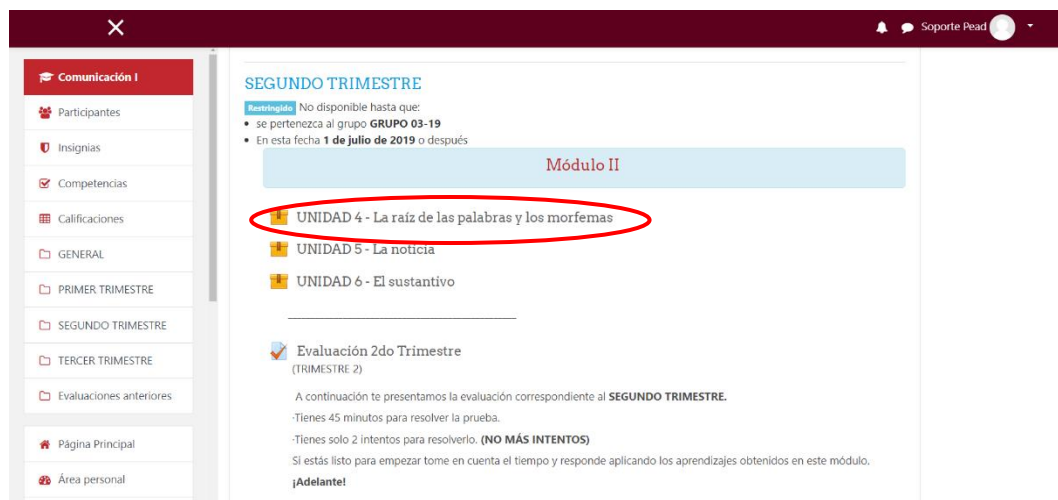 Soporte Pead
Comunicación I
Participantes
Insignias
Competencias
Calificaciones
GENERAL
PRIMER TRIMESTRE
SEGUNDO TRIMESTRE
TERCER TRIMESTRE
Evaluaciones anteriores
Página Principal
Área personal
SEGUNDO TRIMESTRE
Restringido No disponible hasta que:
• se pertenezca al grupo GRUPO 03-19
• En esta fecha 1 de julio de 2019 o después
Módulo II
UNIDAD 4 - La raíz de las palabras y los morfemas
UNIDAD 5 - La noticia
UNIDAD 6 - El sustantivo
Evaluación 2do Trimestre
(TRIMESTRE 2)
A continuación te presentamos la evaluación correspondiente al SEGUNDO TRIMESTRE.
·Tienes 45 minutos para resolver la prueba.
·Tienes solo 2 intentos para resolverlo. (NO MÁS INTENTOS)
Si estás listo para empezar tome en cuenta el tiempo y responde aplicando los aprendizajes obtenidos en este módulo.
¡Adelante!